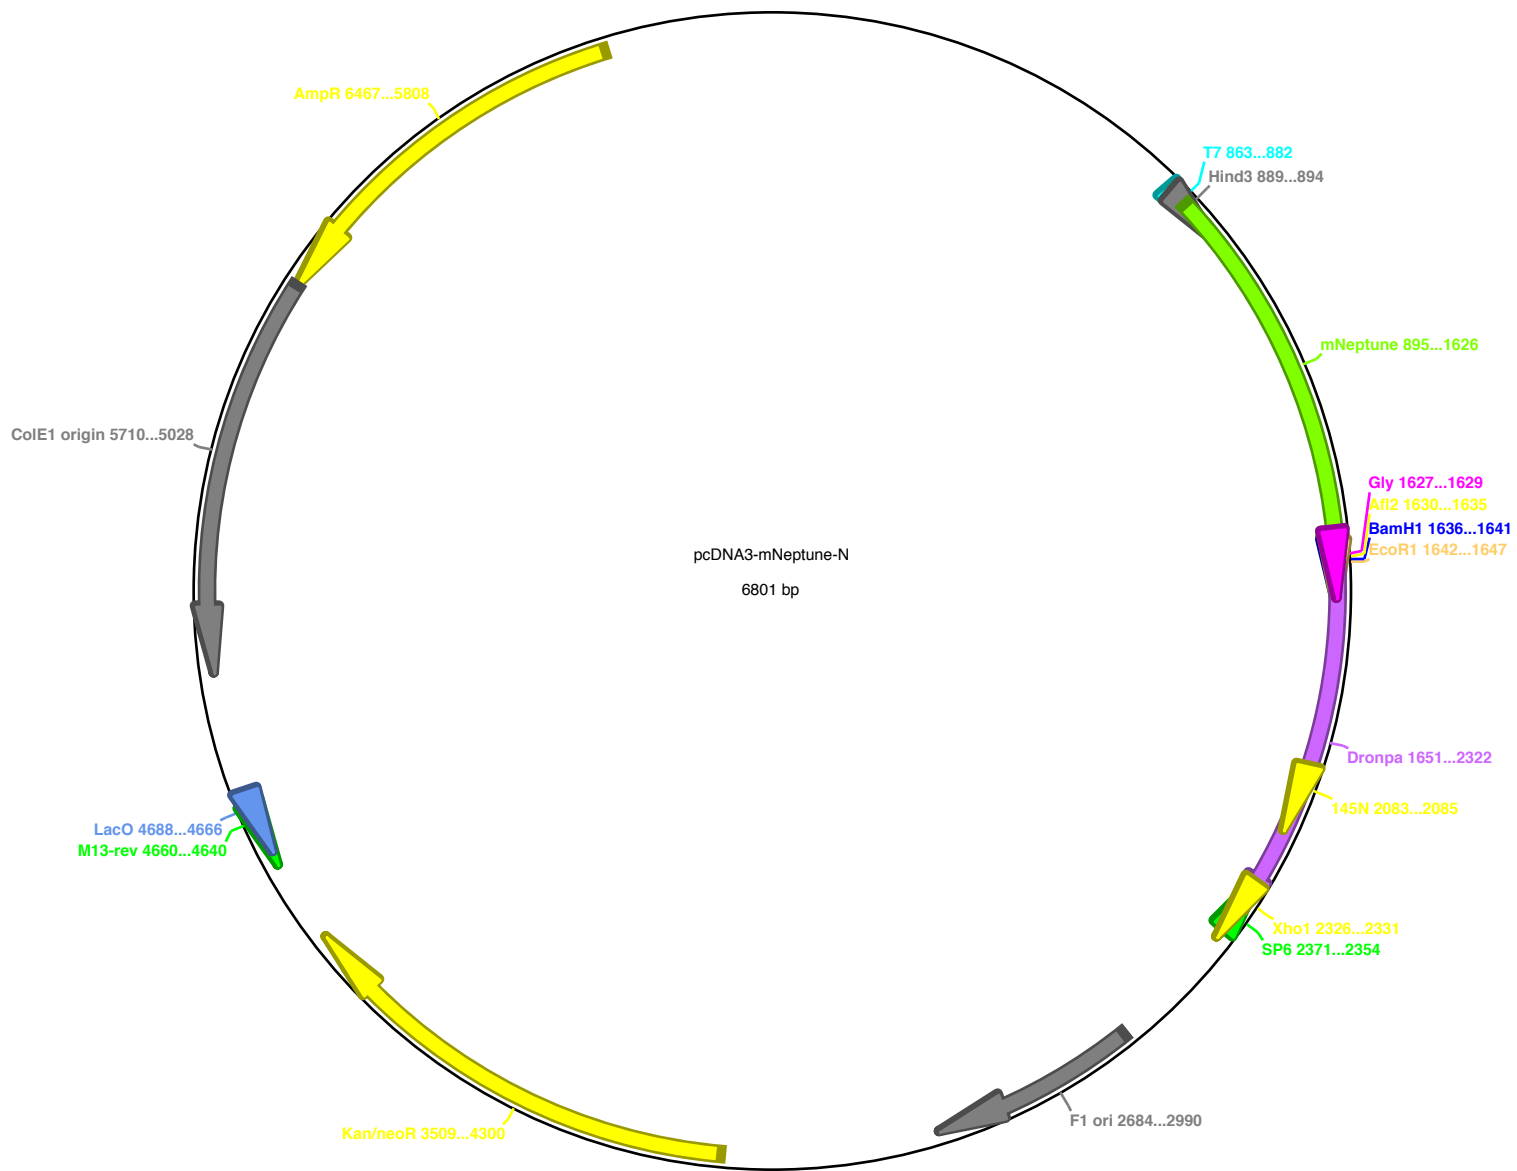 AmpR 6467...5808
T7 863...882
Hind3 889...894
mNeptune 895...1626
ColE1 origin 5710...5028
Gly 1627...1629
Afl2 1630...1635
BamH1 1636...1641
EcoR1 1642...1647
pcDNA3-mNeptune-N
6801 bp
Dronpa 1651...2322
145N 2083...2085
LacO 4688...4666
M13-rev 4660...4640
Xho1 2326...2331
SP6 2371...2354
F1 ori 2684...2990
Kan/neoR 3509...4300